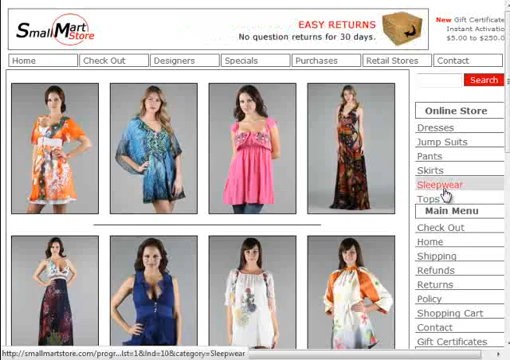 SmallMart
Store
EASY RETURNS
No question returns for 30 days.
New Gift Certificate
Instant Activatio
$5.00 to $250.0
Home
Check Out
Designers
Specials
Purchases
Retail Stores
Contact
Search
Online Store
Dresses
Jump Suits
Pants
Skirts
Sleepwear
Tops
Main Menu
Check Out
Home
Shipping
Refunds
Returns
Policy
Shopping Cart
Contact
Gift Certificates
http://smallmartstore.com/progr...lst=1&lnd=10&category=Sleepwear